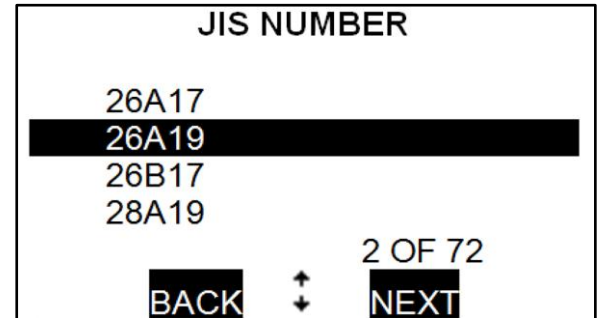 JIS NUMBER
26A17
26A19
26B17
28A19
2 OF 72
BACK NEXT